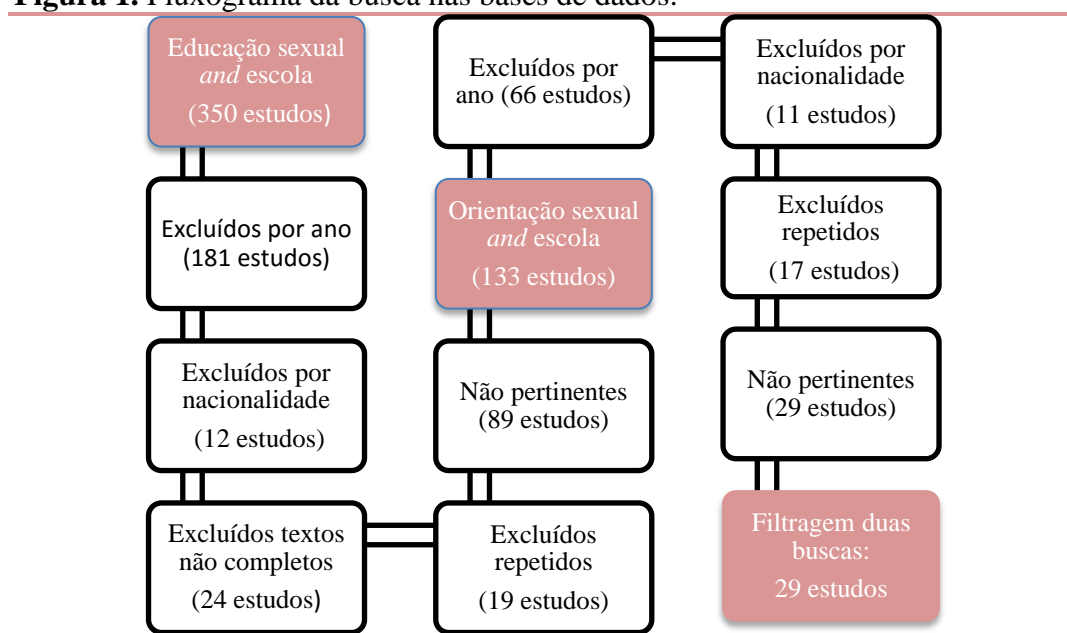 Figura 1. Fluxograma da busca nas bases de dados.
Educação sexual
and escola
(350 estudos)
Excluídos por ano
(181 estudos)
Excluídos por
nacionalidade
(12 estudos)
Excluídos textos
não completos
(24 estudos)
Excluídos
repetidos
(19 estudos)
Não pertinentes
(89 estudos)
Orientação sexual
and escola
(133 estudos)
Excluídos por
ano (66 estudos)
Excluídos por
nacionalidade
(11 estudos)
Excluídos
repetidos
(17 estudos)
Não pertinentes
(29 estudos)
Filtragem duas
buscas:
29 estudos